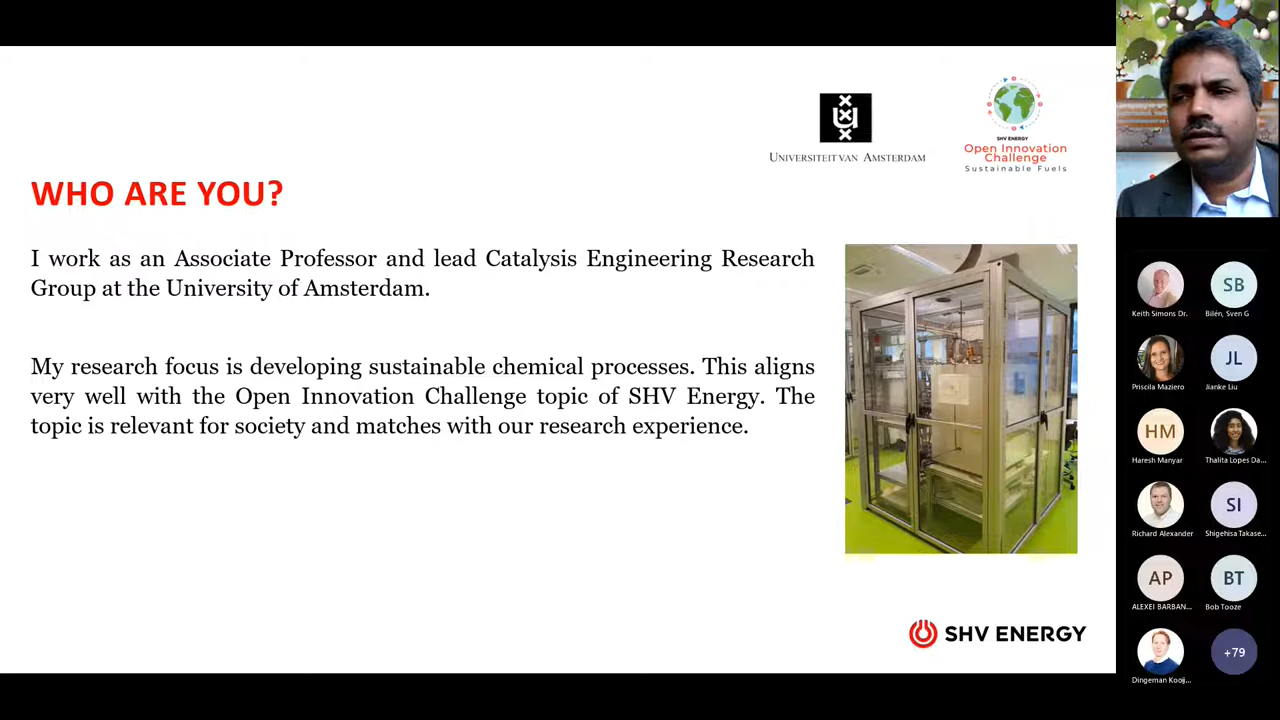 UNIVERSITEIT VAN AMSTERDAM
SHV ENERGY
Open Innovation
Challenge
Sustainable Fuels
WHO ARE YOU?
I work as an Associate Professor and lead Catalysis Engineering Research
Group at the University of Amsterdam.
My research focus is developing sustainable chemical processes. This aligns
very well with the Open Innovation Challenge topic of SHV Energy. The
topic is relevant for society and matches with our research experience.
SHV ENERGY
SB
Keith Simons Dr.
Bilén, Sven G
JL
Priscila Maziero
Jianke Liu
HM
Haresh Manyar
Thalita Lopes Da...
SI
Richard Alexander
Shigehisa Takase...
AP
BT
ALEXEI BARBAN...
Bob Tooze
+79
Dingeman Kooij...